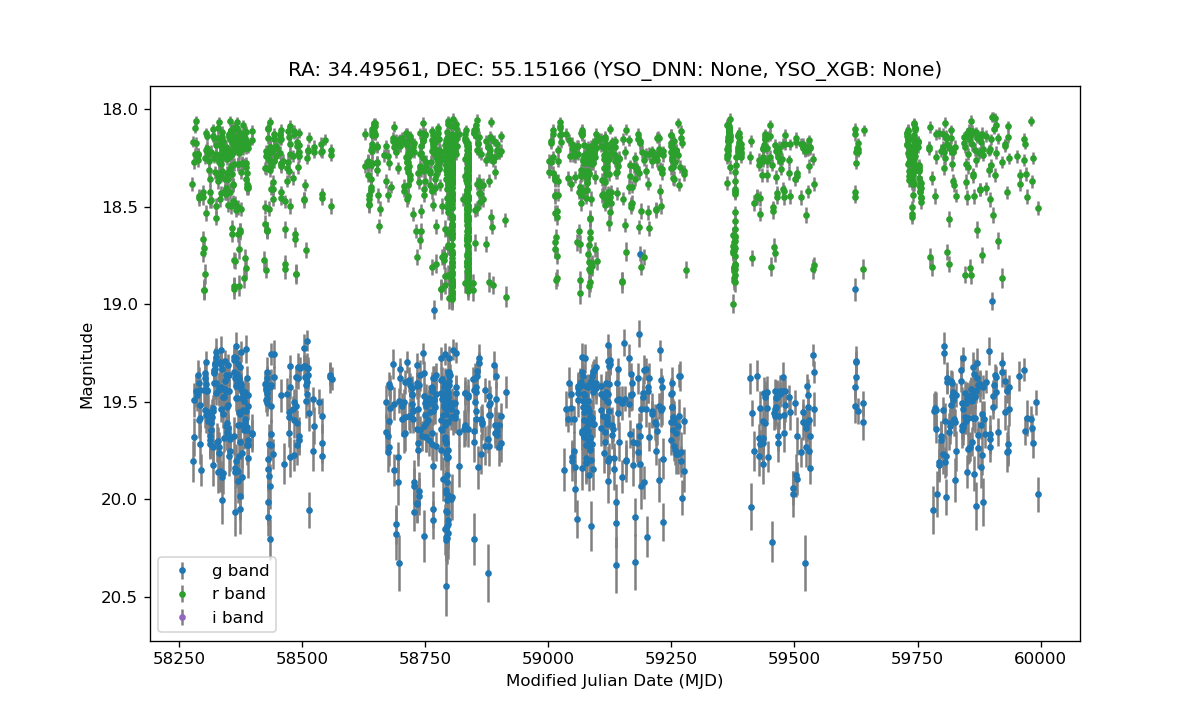 RA: 34.49561, DEC: 55.15166 (YSO_DNN: None, YSO_XGB: None)
18.0
18.5
19.0
19.5
20.0
20.5
Magnitude
g band
r band
i band
58250 58500 58750 59000 59250 59500 59750 60000
Modified Julian Date (MJD)